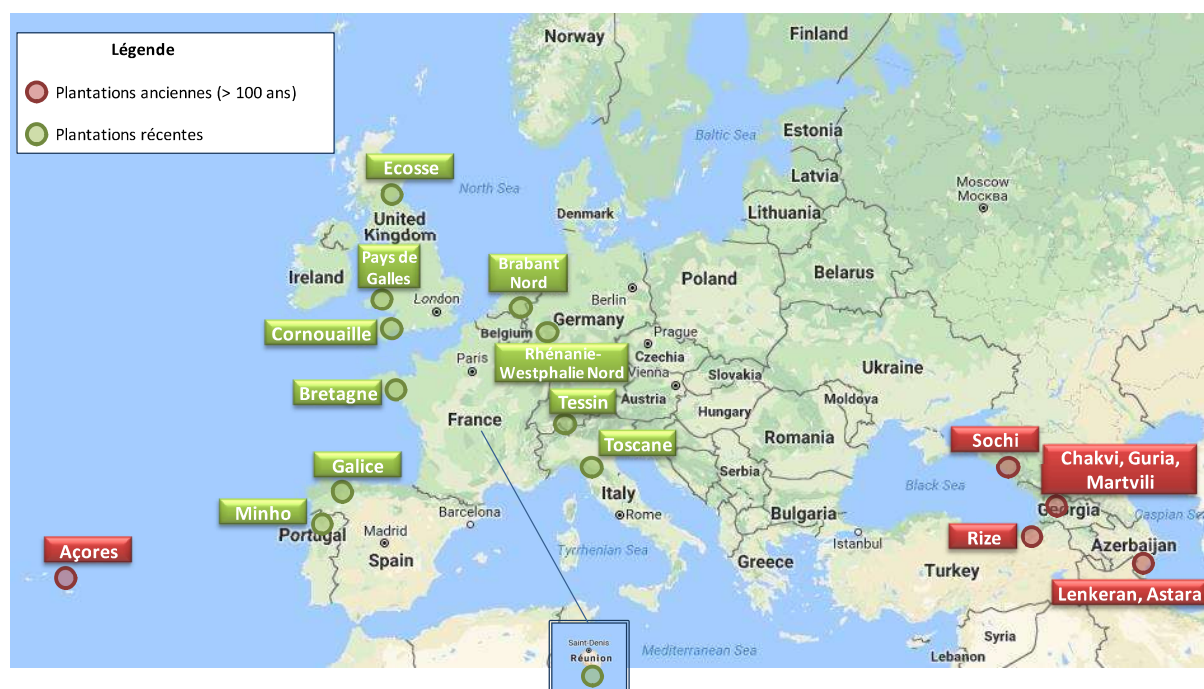 Légende
Plantations anciennes (> 100 ans)
Plantations récentes
Norway
Finland
Baltic Sea
Estonia
Latvia
Moscow
Москва
Ecosse
North Sea
Denmark
Lithuania
United
Kingdom
Pays de
Galles
Ireland
London
Brabant
Nord
Berlin
Poland
Belarus
Cornouaille
Belgium
Germany
Prague
Rhénanie-
Westphalie Nord
Czechia
Paris
Vienna
Slovakia
Ukraine
Bretagne
Tessin
Austria
Hungary
Moldova
France
Toscane
Romania
Sochi
Chakvi, Guria,
Martvili
Galice
Serbia
Italy
Black Sea
Georgia
Caspian Sea
Minho
Portugal
Barcelona
Rome
Bulgaria
Istanbul
Rize
Azerbaijan
Açores
Madrid
Spain
Tyrrhenian Sea
Greece
Turkey
Lenkeran, Astara
Saint-Denis
Réunion
Mediterranean Sea
Syria
Lebanon